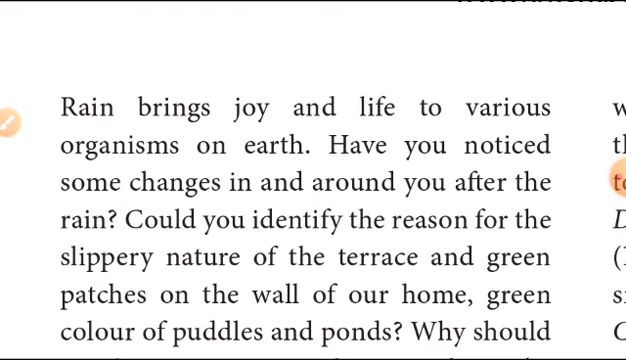 Rain brings joy and life to various
organisms on earth. Have you noticed
some changes in and around you after the
rain? Could you identify the reason for the
slippery nature of the terrace and green
patches on the wall of our home, green
colour of puddles and ponds? Why should